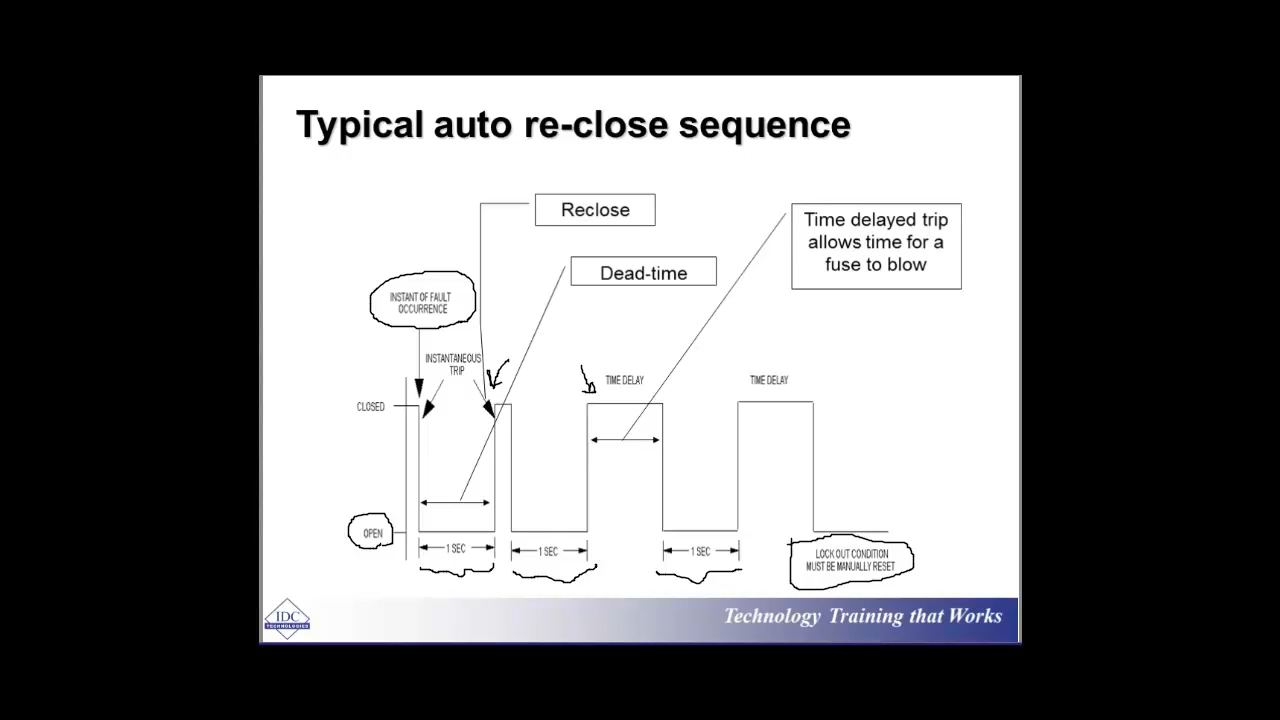 Typical auto re-close sequence
Reclose
Time delayed trip
allows time for a
fuse to blow
Dead-time
INSTANT OF FAULT
OCCURRENCE
INSTANTANEOUS
TRIP
TIME DELAY
TIME DELAY
CLOSED
OPEN
1 SEC
1 SEC
1 SEC
LOCK OUT CONDITION
MUST BE MANUALLY RESET
IDC
TECHNOLOGIES
Technology Training that Works